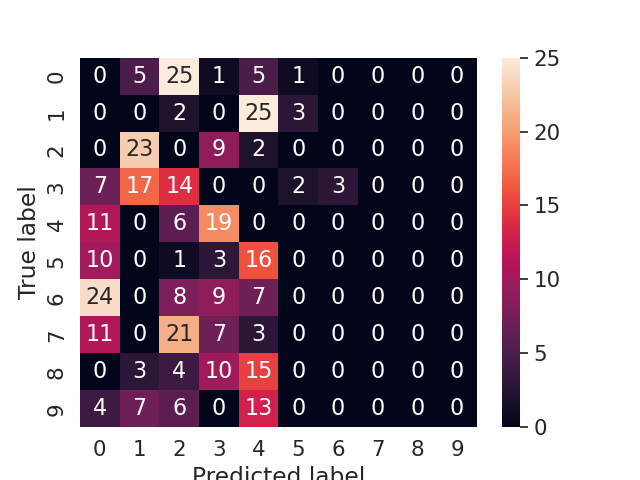 0 0 5 25 1 5 1 0 0 0 0
1 0 0 2 0 25 3 0 0 0 0
2 0 23 0 9 2 0 0 0 0 0
3 7 17 14 0 0 2 3 0 0 0
4 11 0 6 19 0 0 0 0 0 0
5 10 0 1 3 16 0 0 0 0 0
6 24 0 8 9 7 0 0 0 0 0
7 11 0 21 7 3 0 0 0 0 0
8 0 3 4 10 15 0 0 0 0 0
9 4 7 6 0 13 0 0 0 0 0
0 1 2 3 4 5 6 7 8 9
Predicted label
True label
25
20
15
10
5
0